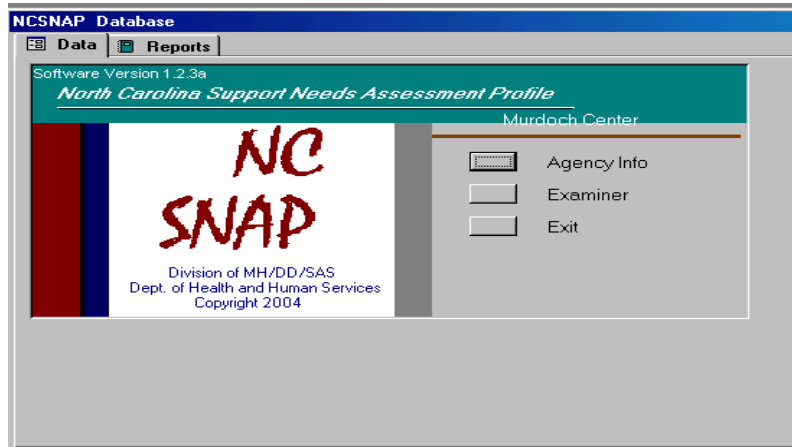 NCSNAP Database
Data Reports
Software Version 1.2.3a
North Carolina Support Needs Assessment Profile
Murdoch Center
NC
SNAP
Division of MH/DD/SAS
Dept. of Health and Human Services
Copyright 2004
Agency Info
Examiner
Exit